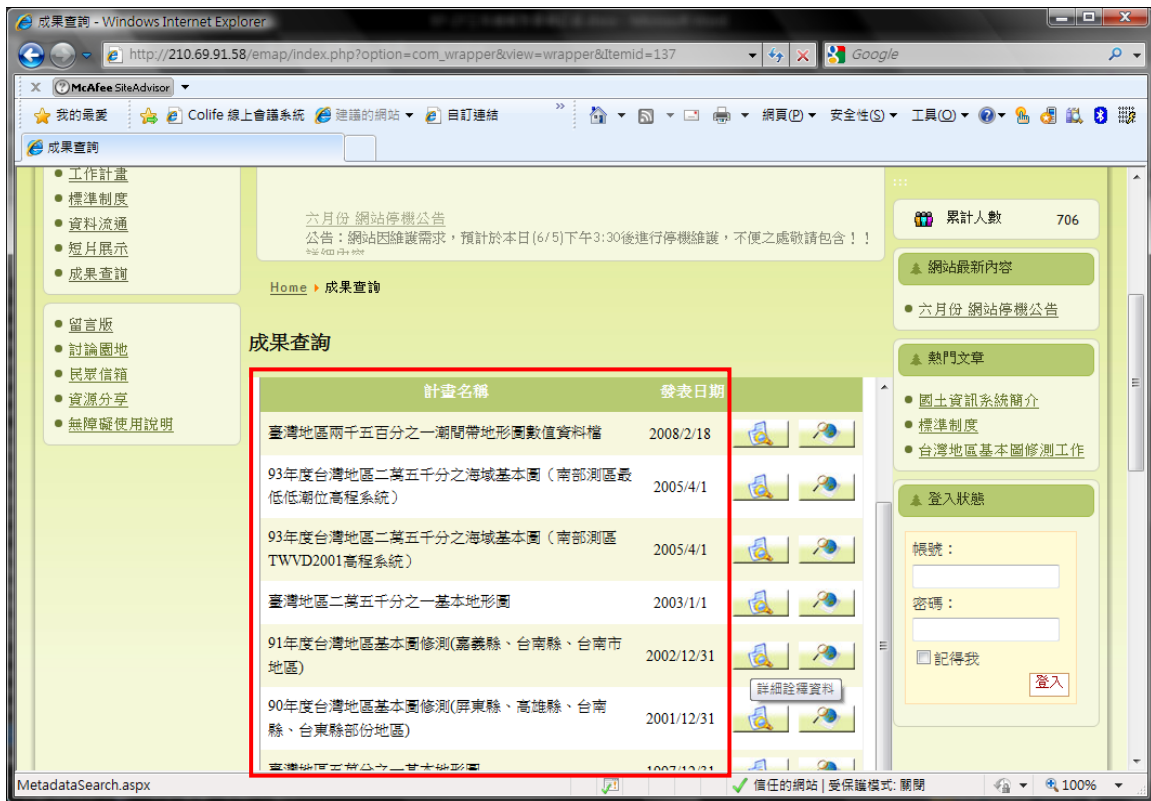 成果查詢 - Windows Internet Explorer
http://210.69.91.58/emap/index.php?option=com_wrapper&view=wrapper&Itemid=137
Google
McAfee SiteAdvisor
我的最愛
Colife 線上會議系統
建議的網站
自訂連結
網頁(P)
安全性(S)
工具(O)
成果查詢
工作計畫
標準制度
資料流通
短片展示
成果查詢
留言版
討論園地
民眾信箱
資源分享
無障礙使用說明
六月份 網站停機公告
公告：網站因維護需求，預計於本日(6/5)下午3:30後進行停機維護，不便之處敬請包含！！
Home 成果查詢
成果查詢
計畫名稱 發表日期
臺灣地區兩千五百分之一潮間帶地形圖數值資料檔 2008/2/18
93年度台灣地區二萬五千分之海域基本圖（南部測區最
低低潮位高程系統） 2005/4/1
93年度台灣地區二萬五千分之海域基本圖（南部測區
TWVD2001高程系統） 2005/4/1
臺灣地區二萬五千分之一基本地形圖 2003/1/1
91年度台灣地區基本圖修測(嘉義縣、台南縣、台南市
地區) 2002/12/31
詳細詮釋資料
90年度台灣地區基本圖修測(屏東縣、高雄縣、台南
縣、台東縣部份地區) 2001/12/31
臺灣地區五萬分之一基本地形圖 1997/12/31
累計人數 706
網站最新內容
六月份 網站停機公告
熱門文章
國土資訊系統簡介
標準制度
台灣地區基本圖修測工作
登入狀態
帳號：
密碼：
記得我
登入
MetadataSearch.aspx
信任的網站 | 受保護模式: 關閉
100%